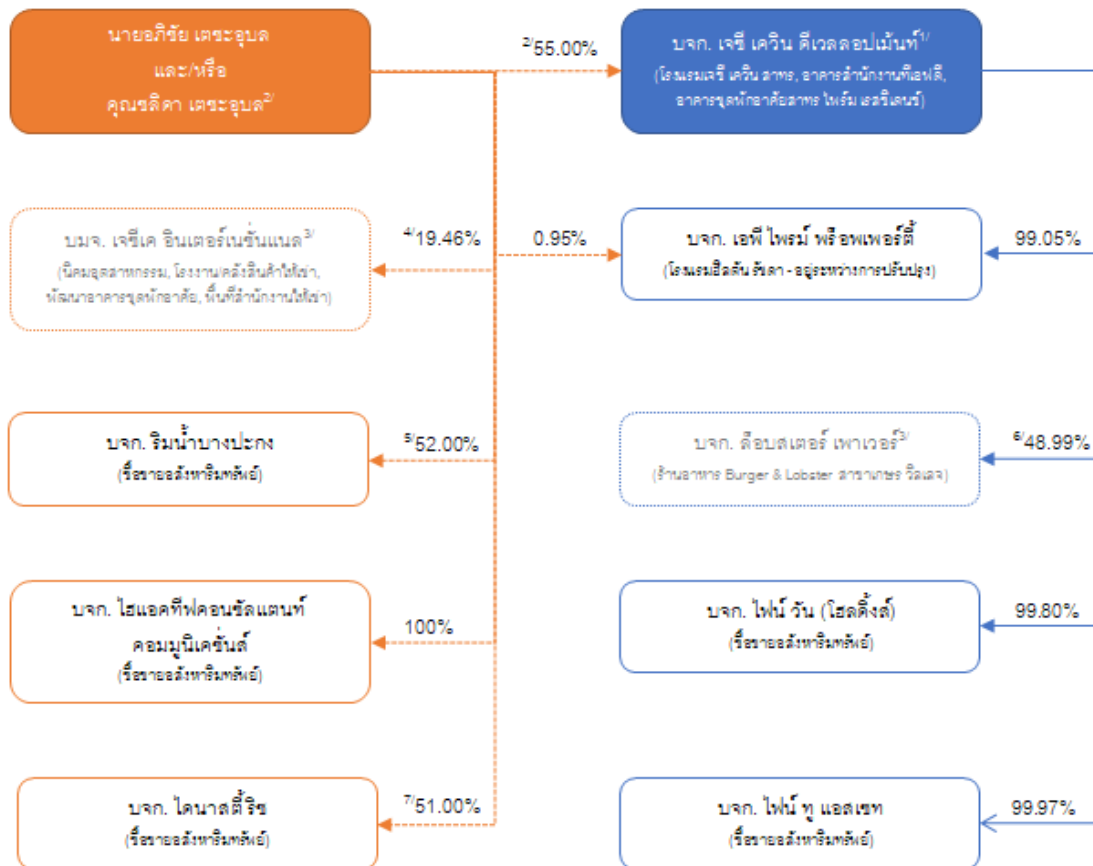 นายอภิชัย เตชะอุบล
และ/หรือ
คุณชลิดา เตชะอุบล2/
2/55.00%
บจก. เจซี เควิน ดีเวลลอปเม้นท์1/
(โรงแรมเจซี เควิน สาทร, อาคารสำนักงานทีเอฟดี,
อาคารชุดพักอาศัยสาทร ไพร์ม เรสซิเดนซ์)
บมจ. เจซีเค อินเตอร์เนชั่นแนล3/
(นิคมอุตสาหกรรม, โรงงาน/คลังสินค้าให้เช่า,
พัฒนาอาคารชุดพักอาศัย, พื้นที่สำนักงานให้เช่า)
4/19.46%
0.95%
บจก. เอพี ไพรม์ พร็อพเพอร์ตี้
(โรงแรมฮิลตัน รัชดา - อยู่ระหว่างการปรับปรุง)
99.05%
บจก. ริมน้ำบางปะกง
(ซื้อขายอสังหาริมทรัพย์)
5/52.00%
บจก. ล็อบสเตอร์ เพาเวอร์3/
(ร้านอาหาร Burger & Lobster สาขาเกษร วิลเลจ)
6/48.99%
บจก. ไฮแอคทีฟคอนซัลแตนท์
คอมมูนิเคชั่นส์
(ซื้อขายอสังหาริมทรัพย์)
100%
บจก. ไฟน์ วัน (โฮลดิ้งส์)
(ซื้อขายอสังหาริมทรัพย์)
99.80%
บจก. ไดนาสตี้ ริช
(ซื้อขายอสังหาริมทรัพย์)
7/51.00%
บจก. ไฟน์ ทู แอสเซท
(ซื้อขายอสังหาริมทรัพย์)
99.97%